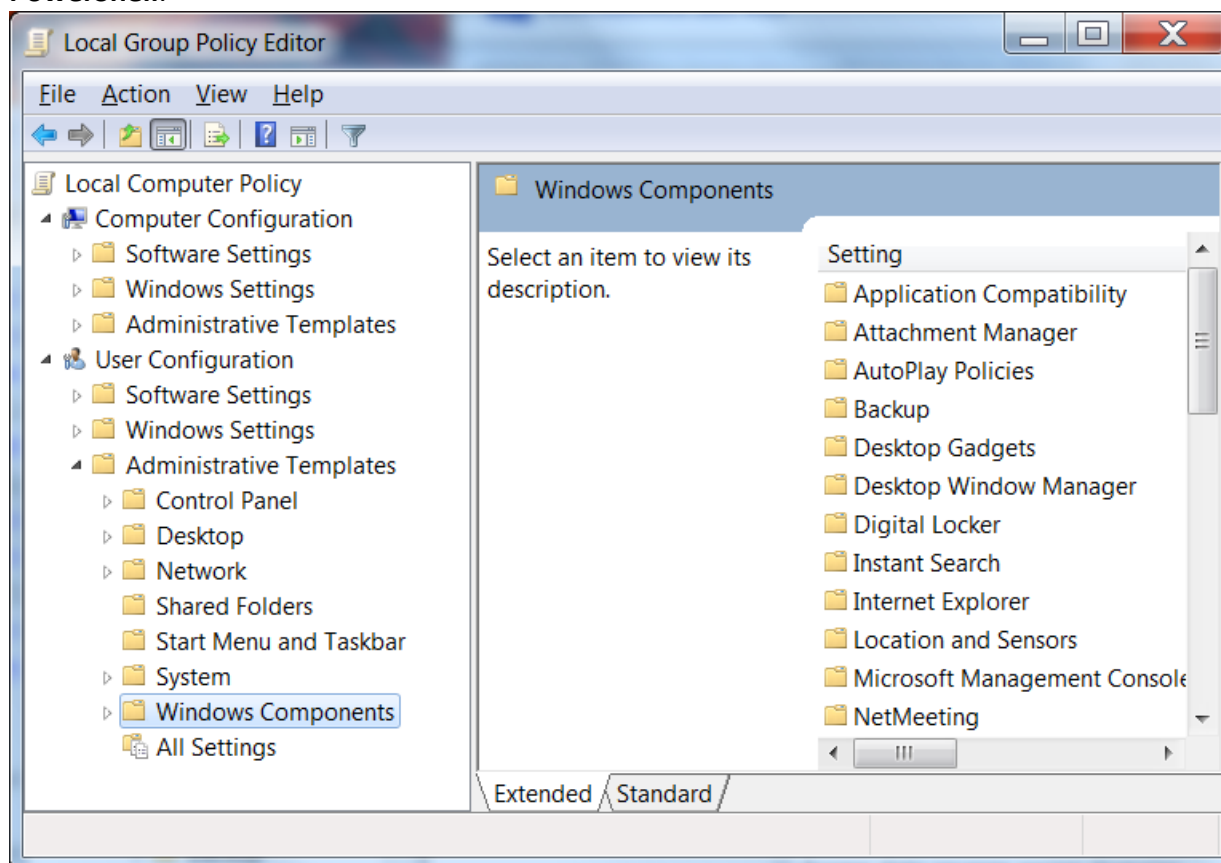 Local Group Policy Editor
File Action View Help
Local Computer Policy
Computer Configuration
Software Settings
Windows Settings
Administrative Templates
User Configuration
Software Settings
Windows Settings
Administrative Templates
Control Panel
Desktop
Network
Shared Folders
Start Menu and Taskbar
System
Windows Components
All Settings
Windows Components
Select an item to view its
description.
Setting
Application Compatibility
Attachment Manager
AutoPlay Policies
Backup
Desktop Gadgets
Desktop Window Manager
Digital Locker
Instant Search
Internet Explorer
Location and Sensors
Microsoft Management Console
NetMeeting
Extended Standard